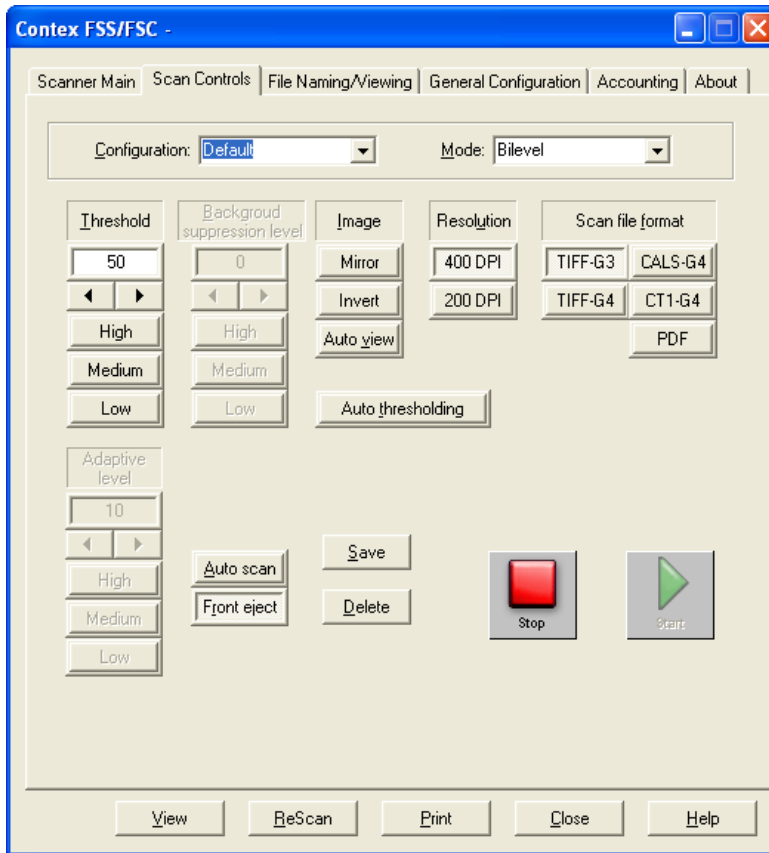 Contex FSS/FSC -
Scanner Main Scan Controls File Naming/Viewing General Configuration Accounting About
Configuration: Default Mode: Bilevel
Threshold
Backgroud
suppression level
Image
Resolution
Scan file format
50 0 Mirror 400 DPI TIFF-G3 CALS-G4
Invert 200 DPI TIFF-G4 CT1-G4
High High Auto view PDF
Medium Medium
Low Low Auto thresholding
Adaptive
level
10
High
Medium
Low
Auto scan
Front eject
Save
Delete
Stop
Start
View ReScan Print Close Help